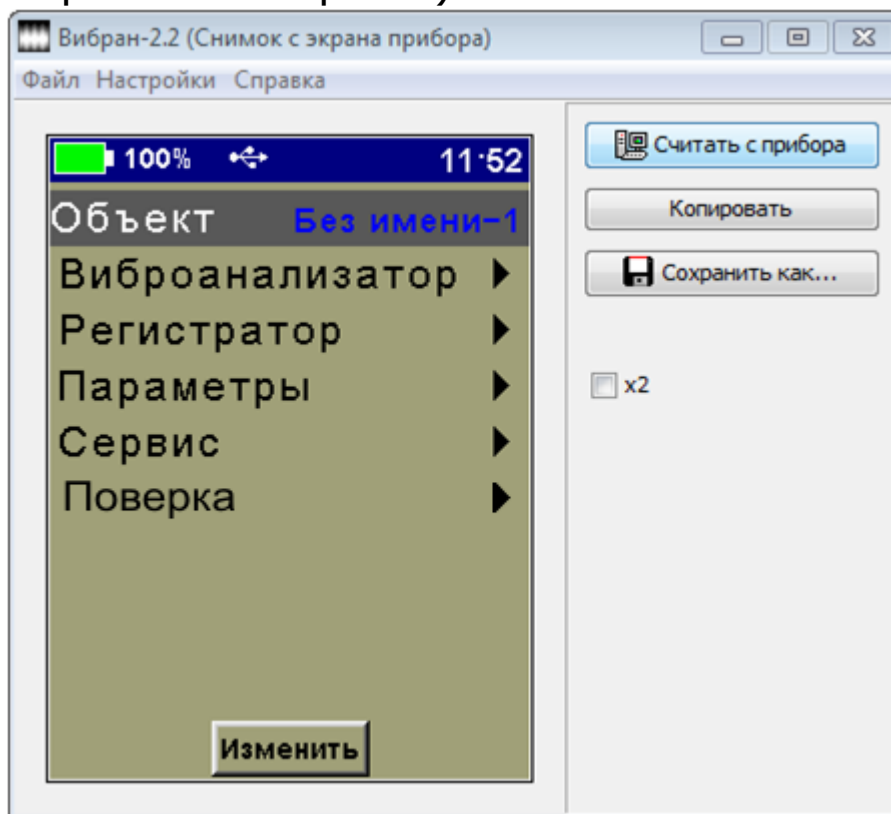 Вибран-2.2 (Снимок с экрана прибора)
Файл Настройки Справка
100% 11:52
Объект Без имени-1
Виброанализатор
Регистратор
Параметры
Сервис
Поверка
Изменить
Считать с прибора
Копировать
Сохранить как...
x2